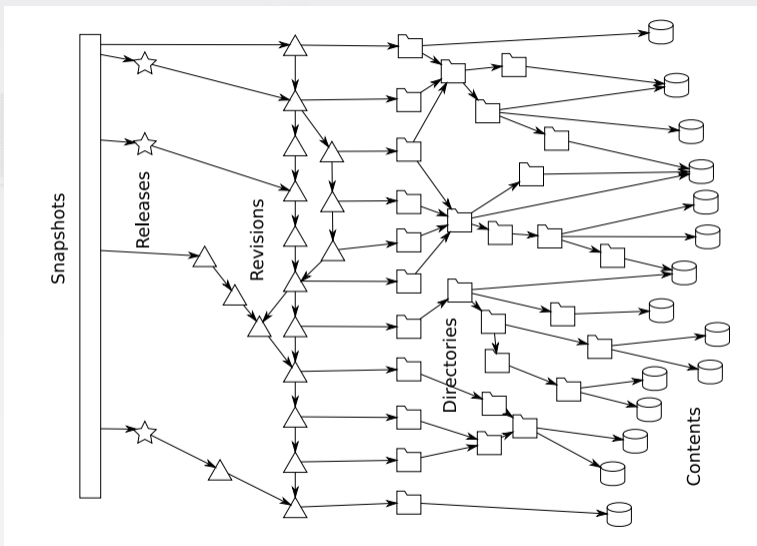 Snapshots
Releases
Revisions
Directories
Contents